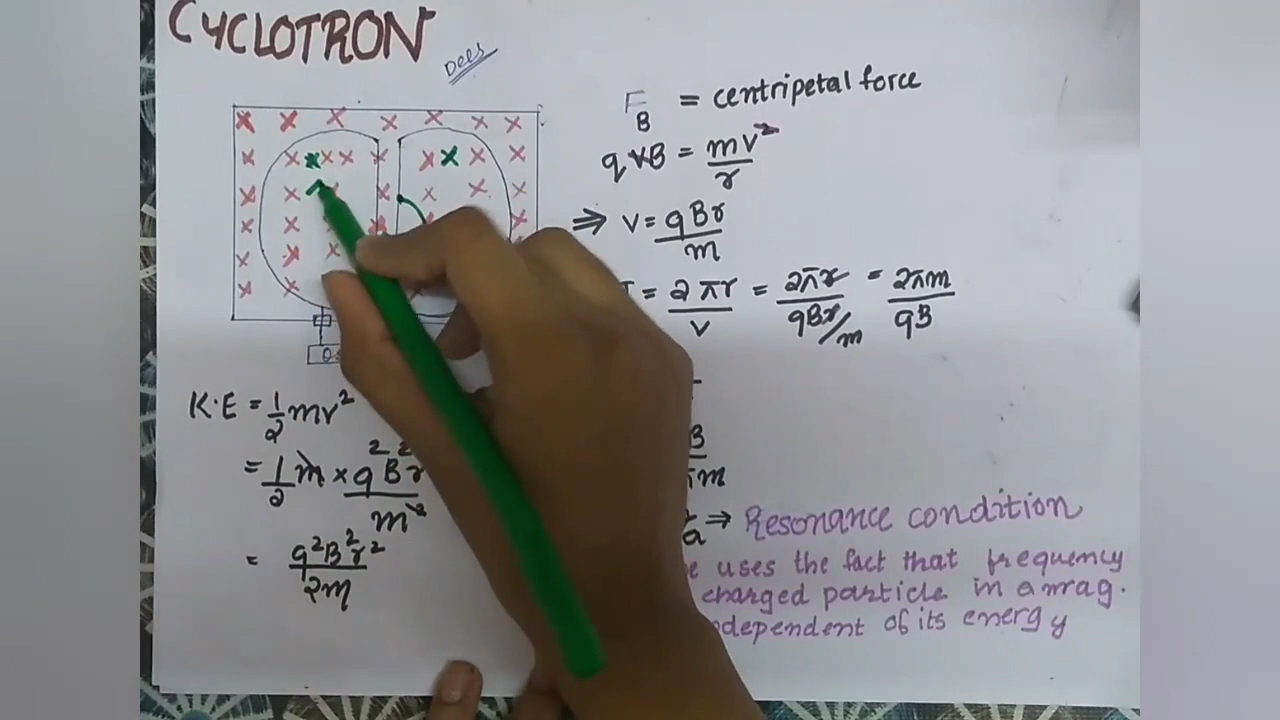 CYCLOTRON
Dees
F_B = centripetal force
qVB = mv²/r
⇒ V = qBr/m
= 2πr/v = 2πr/(qBr/m) = 2πm/qB
K.E = 1/2 mv²
= 1/2 m × q²B²r²/m²
= q²B²r²/2m
B
m
a ⇒ Resonance condition
uses the fact that frequency
charged particle in a mag.
of its energy